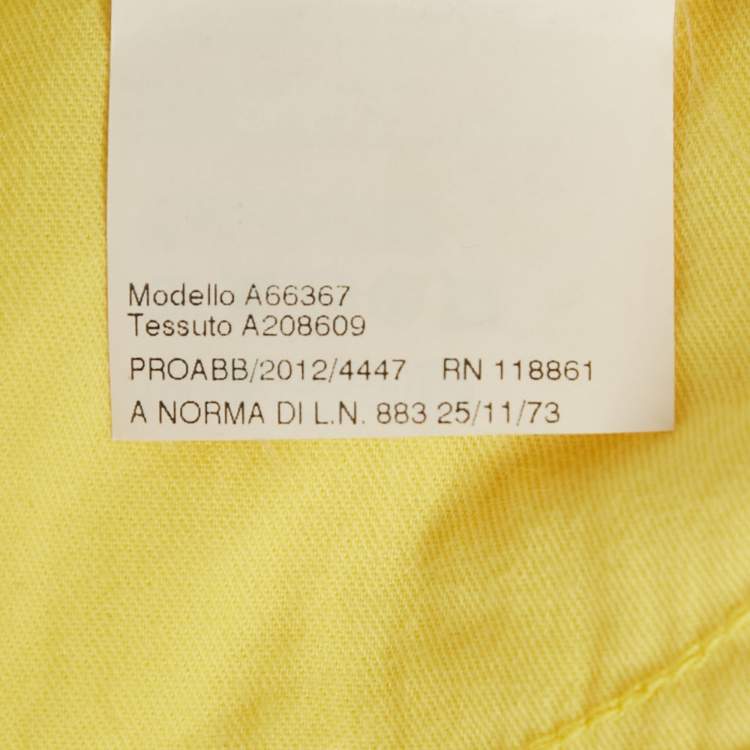 Modello A66367
Tessuto A208609
PROABB/2012/4447 RN 118861
A NORMA DI L.N. 883 25/11/73